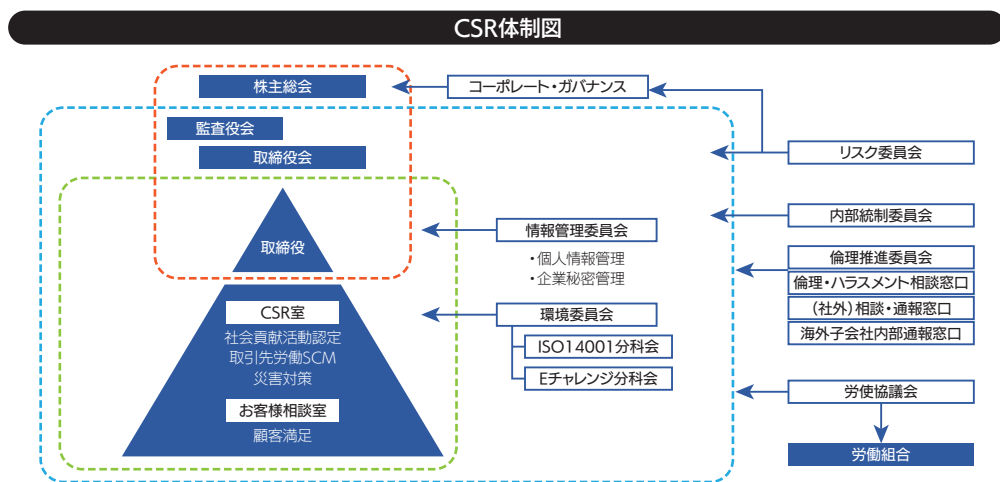 CSR体制図
株主総会
コーポレート・ガバナンス
監査役会
取締役会
リスク委員会
取締役
情報管理委員会
・個人情報管理
・企業秘密管理
内部統制委員会
倫理推進委員会
倫理・ハラスメント相談窓口
（社外）相談・通報窓口
海外子会社内部通報窓口
CSR室
社会貢献活動認定
取引先労働SCM
災害対策
お客様相談室
顧客満足
環境委員会
ISO14001分科会
Eチャレンジ分科会
労使協議会
労働組合